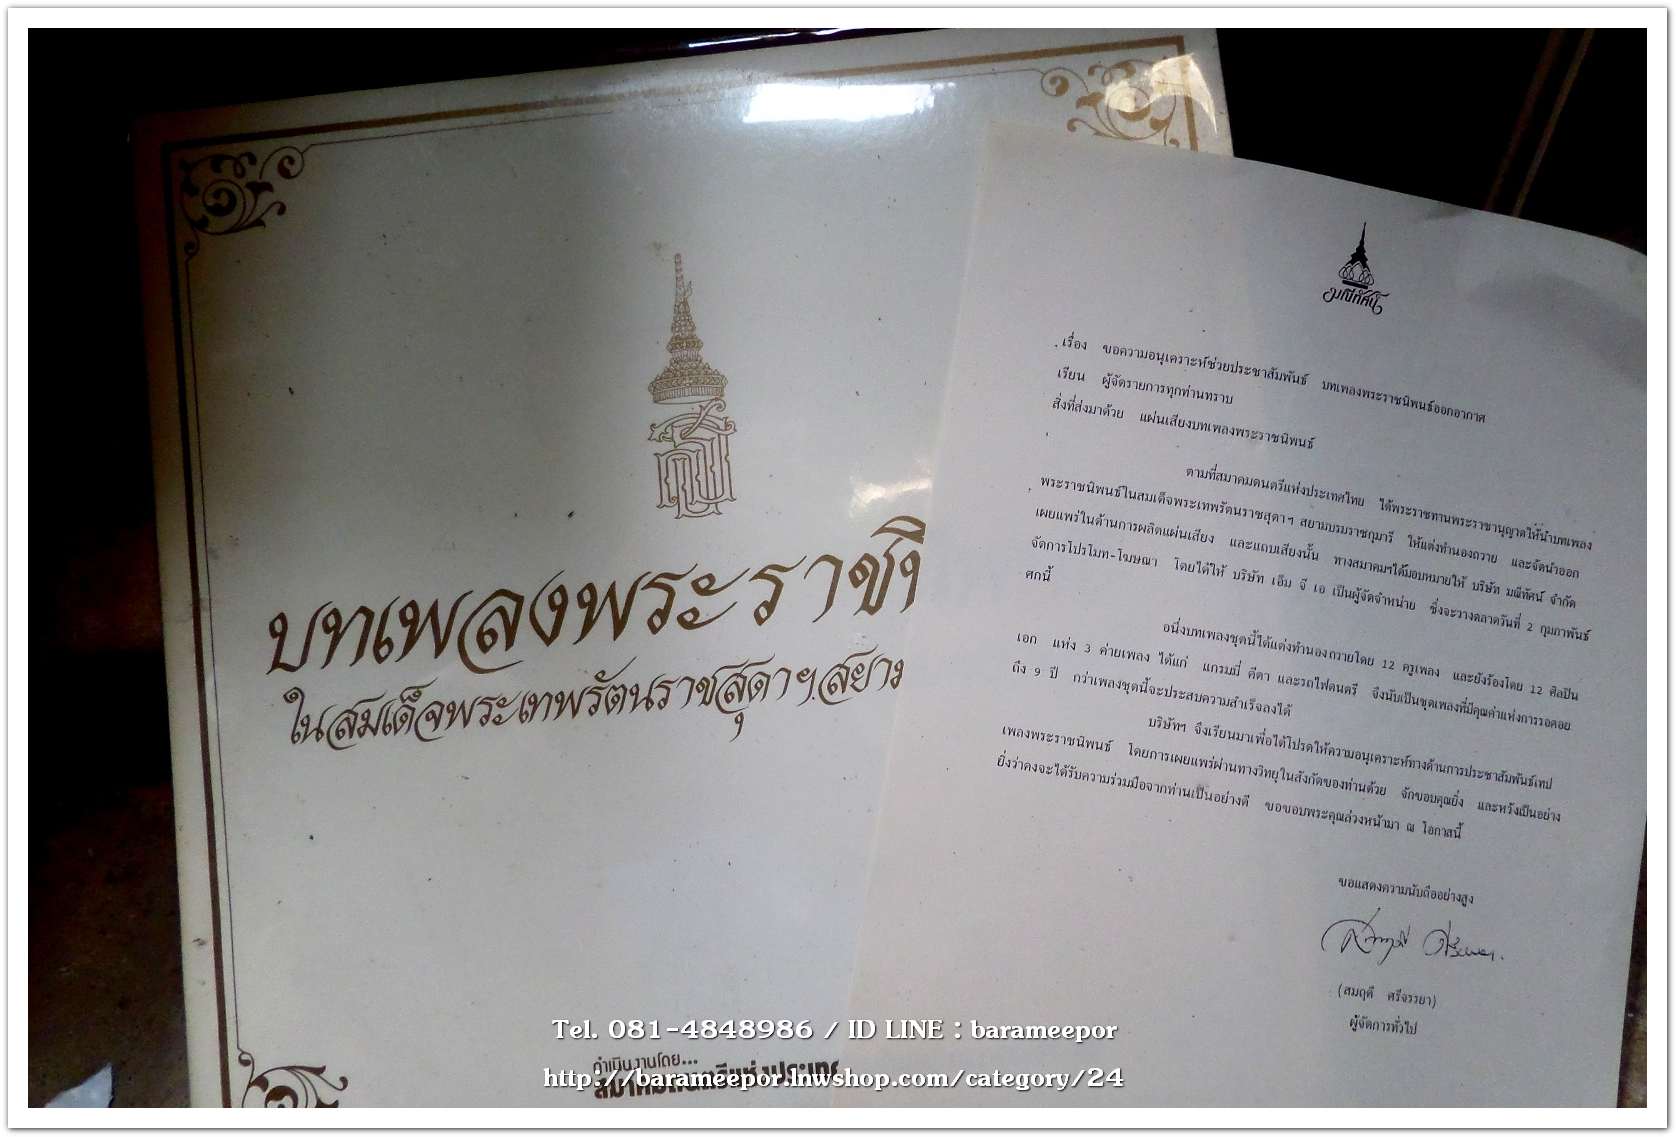 บทเพลงพระราชนิ
ในสมเด็จพระเทพรัตนราชสุดาฯ สยาม
ดำเนินงานโดย...
สมาคมดนตรีแห่งประเทศ
มณีทัศน์
เรื่อง ขอความอนุเคราะห์ช่วยประชาสัมพันธ์ บทเพลงพระราชนิพนธ์ออกอากาศ
เรียน ผู้จัดรายการทุกท่านทราบ
สิ่งที่ส่งมาด้วย แผ่นเสียงบทเพลงพระราชนิพนธ์
ตามที่สมาคมดนตรีแห่งประเทศไทย ได้พระราชทานพระราชานุญาตให้นำบทเพลง
พระราชนิพนธ์ในสมเด็จพระเทพรัตนราชสุดาฯ สยามบรมราชกุมารี ให้แต่งทำนองถวาย และจัดนำออก
เผยแพร่ในด้านการผลิตแผ่นเสียง และแถบเสียงนั้น ทางสมาคมฯได้มอบหมายให้ บริษัท มณีทัศน์ จำกัด
จัดการโปรโมท-โฆษณา โดยได้ให้ บริษัท เอ็ม จี เอ เป็นผู้จัดจำหน่าย ซึ่งจะวางตลาดวันที่ 2 กุมภาพันธ์
ศกนี้
อนึ่งบทเพลงชุดนี้ได้แต่งทำนองถวายโดย 12 ครูเพลง และยังร้องโดย 12 ศิลปิน
เอก แห่ง 3 ค่ายเพลง ได้แก่ แกรมมี่ คีตา และรถไฟดนตรี จึงนับเป็นชุดเพลงที่มีคุณค่าแห่งการรอคอย
ถึง 9 ปี กว่าเพลงชุดนี้จะประสบความสำเร็จลงได้
บริษัทฯ จึงเรียนมาเพื่อได้โปรดให้ความอนุเคราะห์ทางด้านการประชาสัมพันธ์เทป
เพลงพระราชนิพนธ์ โดยการเผยแพร่ผ่านทางวิทยุในสังกัดของท่านด้วย จักขอบคุณยิ่ง และหวังเป็นอย่าง
ยิ่งว่าคงจะได้รับความร่วมมือจากท่านเป็นอย่างดี ขอขอบพระคุณล่วงหน้ามา ณ โอกาสนี้
ขอแสดงความนับถืออย่างสูง
(สมฤดี ศรีจรรยา)
ผู้จัดการทั่วไป
Tel. 081-4848986 / ID LINE : barameepor
http://barameepor.lnwshop.com/category/24